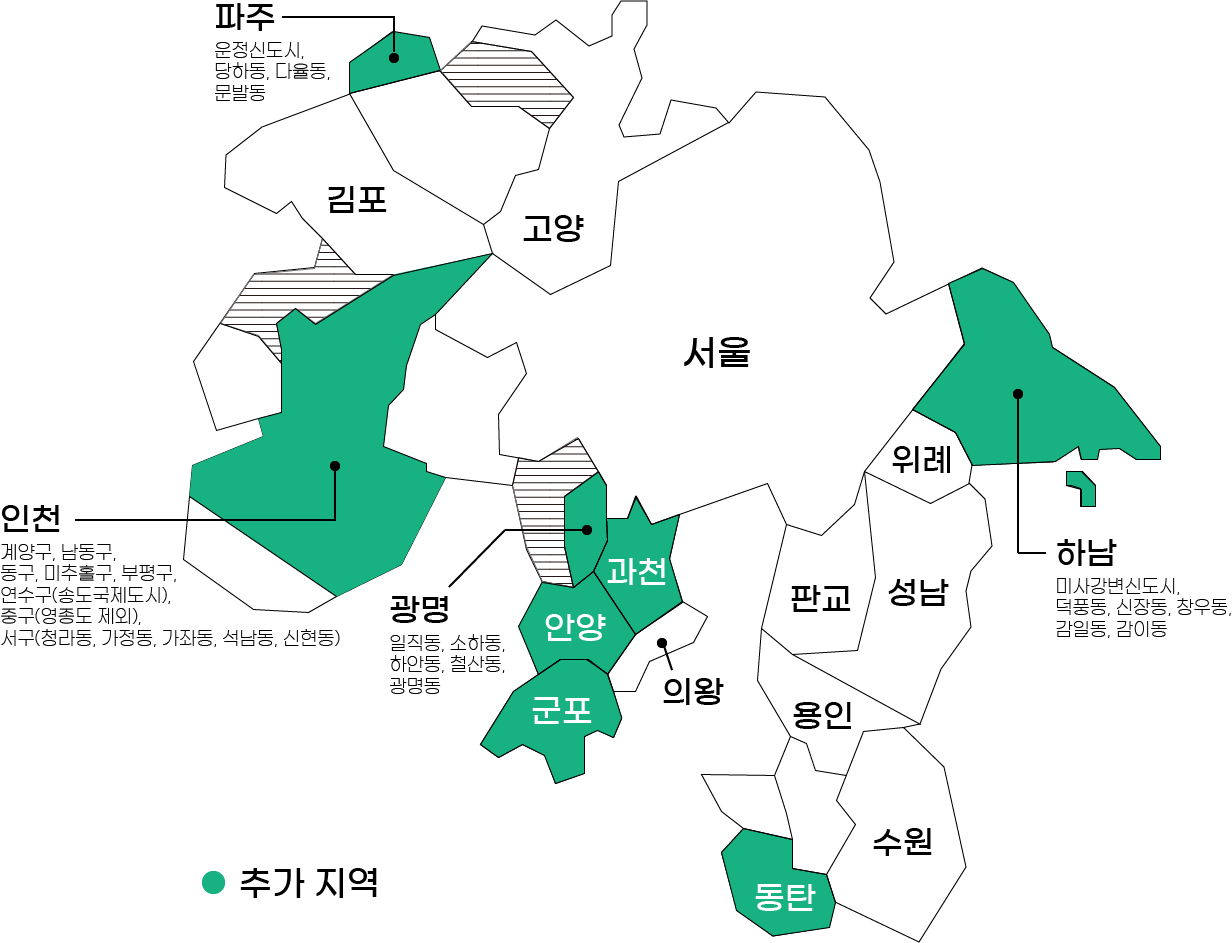 파주
운정신도시,
당하동, 다율동,
문발동
김포
고양
서울
위례
인천
계양구, 남동구,
동구, 미추홀구, 부평구,
연수구(송도국제도시),
중구(영종도 제외),
서구(청라동, 가정동, 가좌동, 석남동, 신현동)
하남
미사강변신도시,
덕풍동, 신장동, 창우동,
감일동, 감이동
과천
광명
일직동, 소하동,
하안동, 철산동,
광명동
안양
판교
성남
의왕
군포
용인
수원
동탄
추가 지역